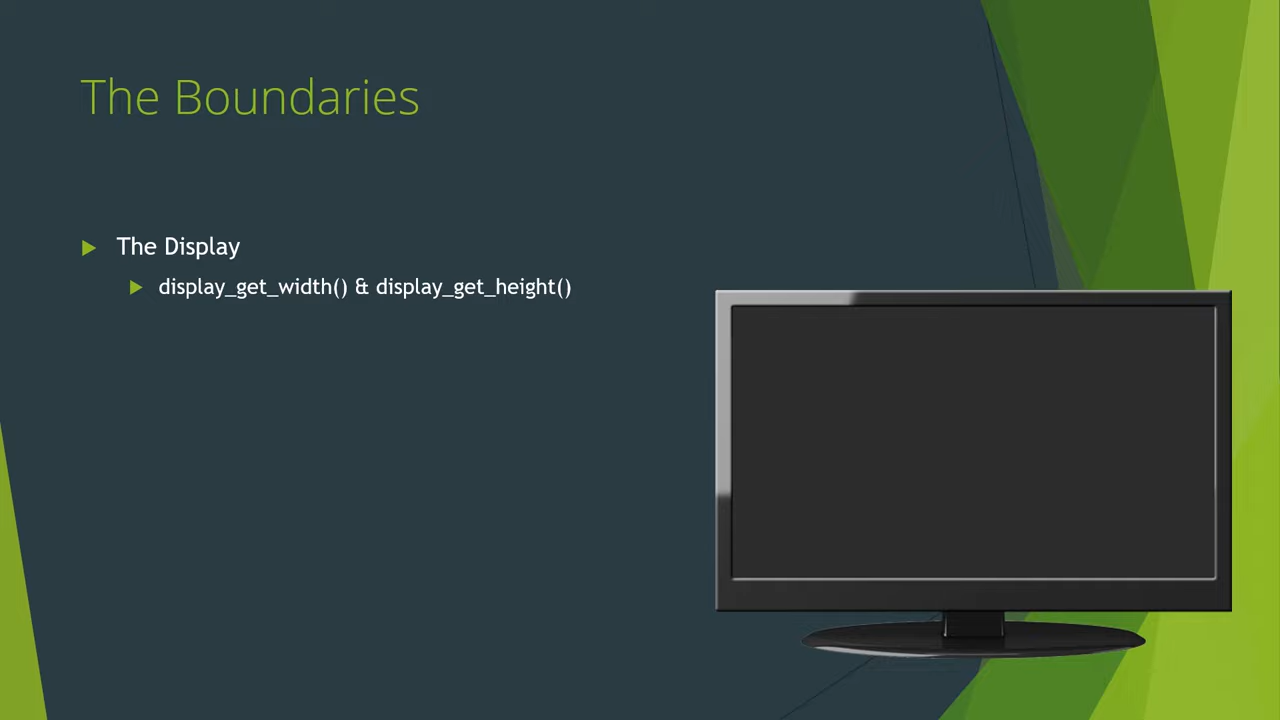 The Boundaries
The Display
display_get_width() & display_get_height()